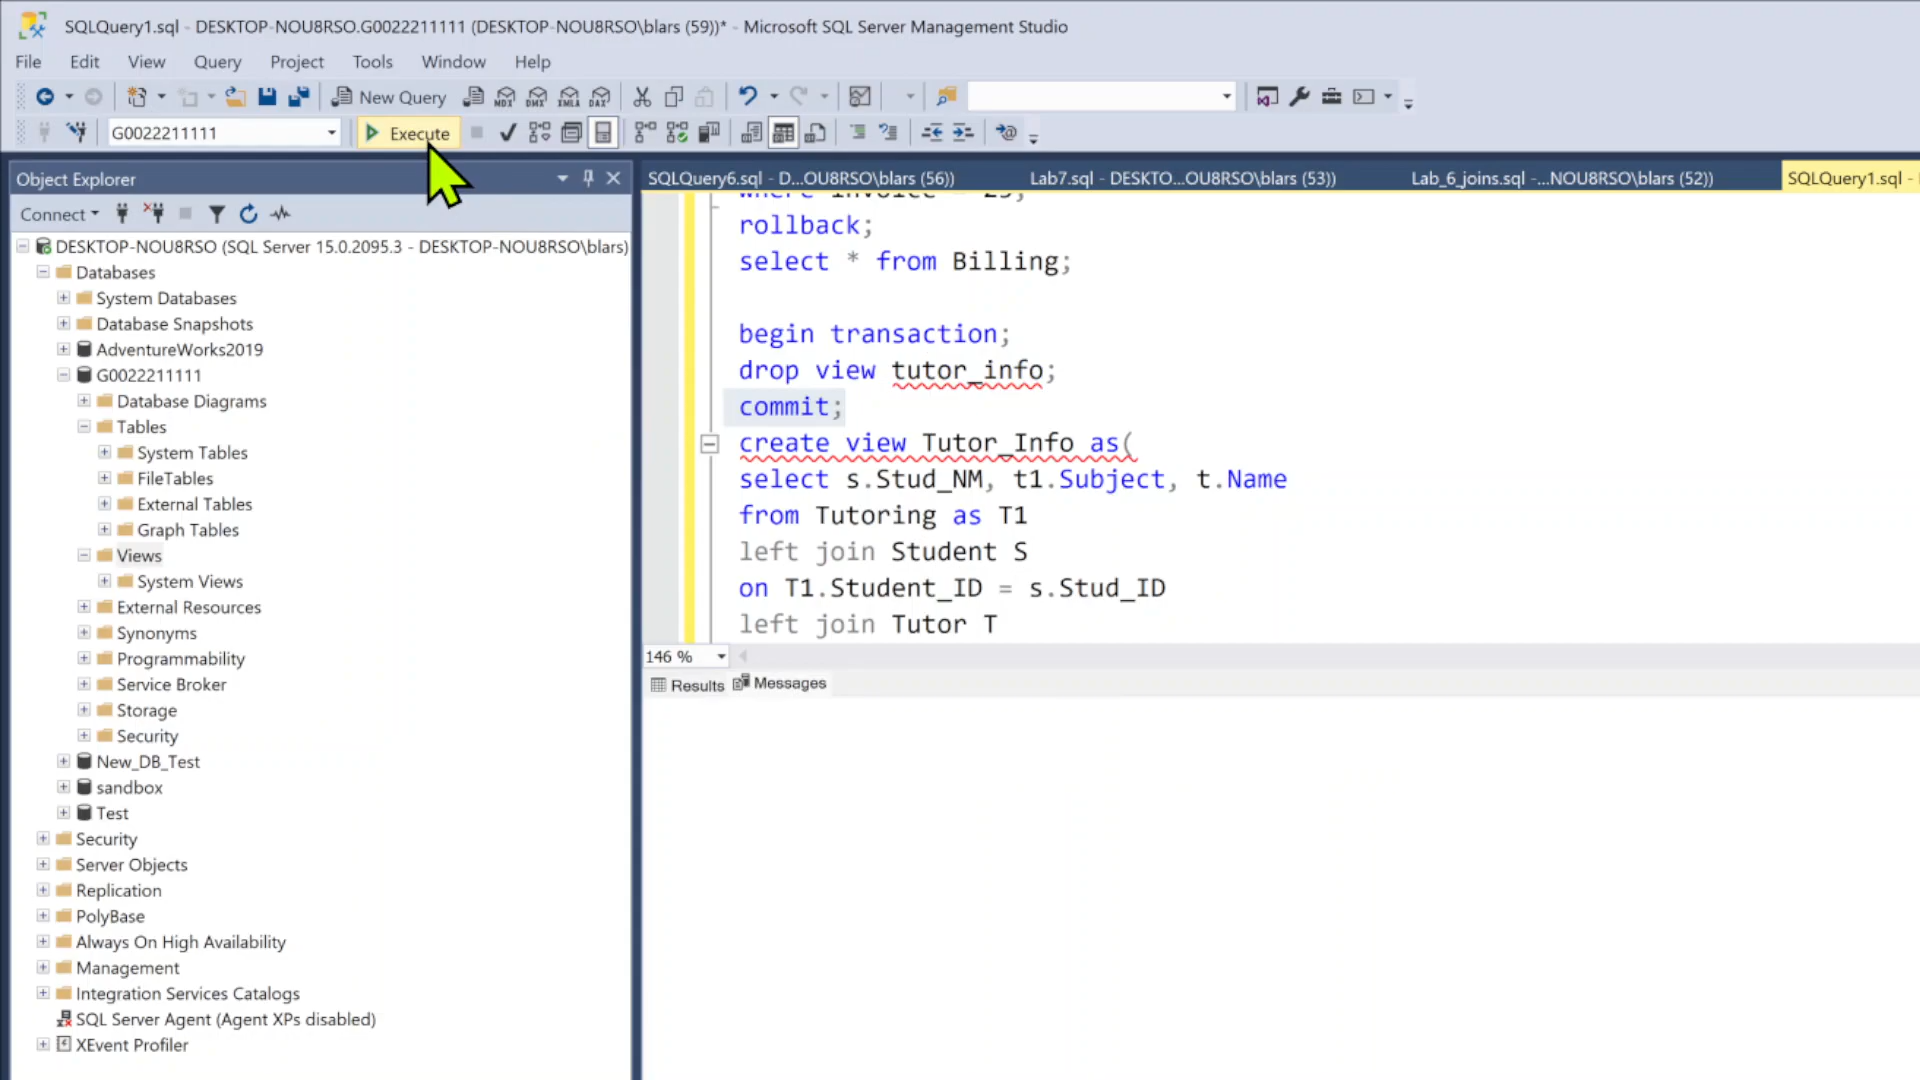 SQLQuery1.sql - DESKTOP-NOU8RSO.G0022211111 (DESKTOP-NOU8RSO\blars (59))* - Microsoft SQL Server Management Studio
File Edit View Query Project Tools Window Help
New Query MDX DMX XMLA DAX
G0022211111 Execute
Object Explorer
Connect
DESKTOP-NOU8RSO (SQL Server 15.0.2095.3 - DESKTOP-NOU8RSO\blars)
Databases
System Databases
Database Snapshots
AdventureWorks2019
G0022211111
Database Diagrams
Tables
System Tables
FileTables
External Tables
Graph Tables
Views
System Views
External Resources
Synonyms
Programmability
Service Broker
Storage
Security
New_DB_Test
sandbox
Test
Security
Server Objects
Replication
PolyBase
Always On High Availability
Management
Integration Services Catalogs
SQL Server Agent (Agent XPs disabled)
XEvent Profiler
SQLQuery6.sql - D...OU8RSO\blars (56)) Lab7.sql - DESKTO...OU8RSO\blars (53)) Lab_6_joins.sql -...NOU8RSO\blars (52)) SQLQuery1.sql -
rollback;
select * from Billing;
begin transaction;
drop view tutor_info;
commit;
create view Tutor_Info as(
select s.Stud_NM, t1.Subject, t.Name
from Tutoring as T1
left join Student S
on T1.Student_ID = s.Stud_ID
left join Tutor T
146 %
Results Messages